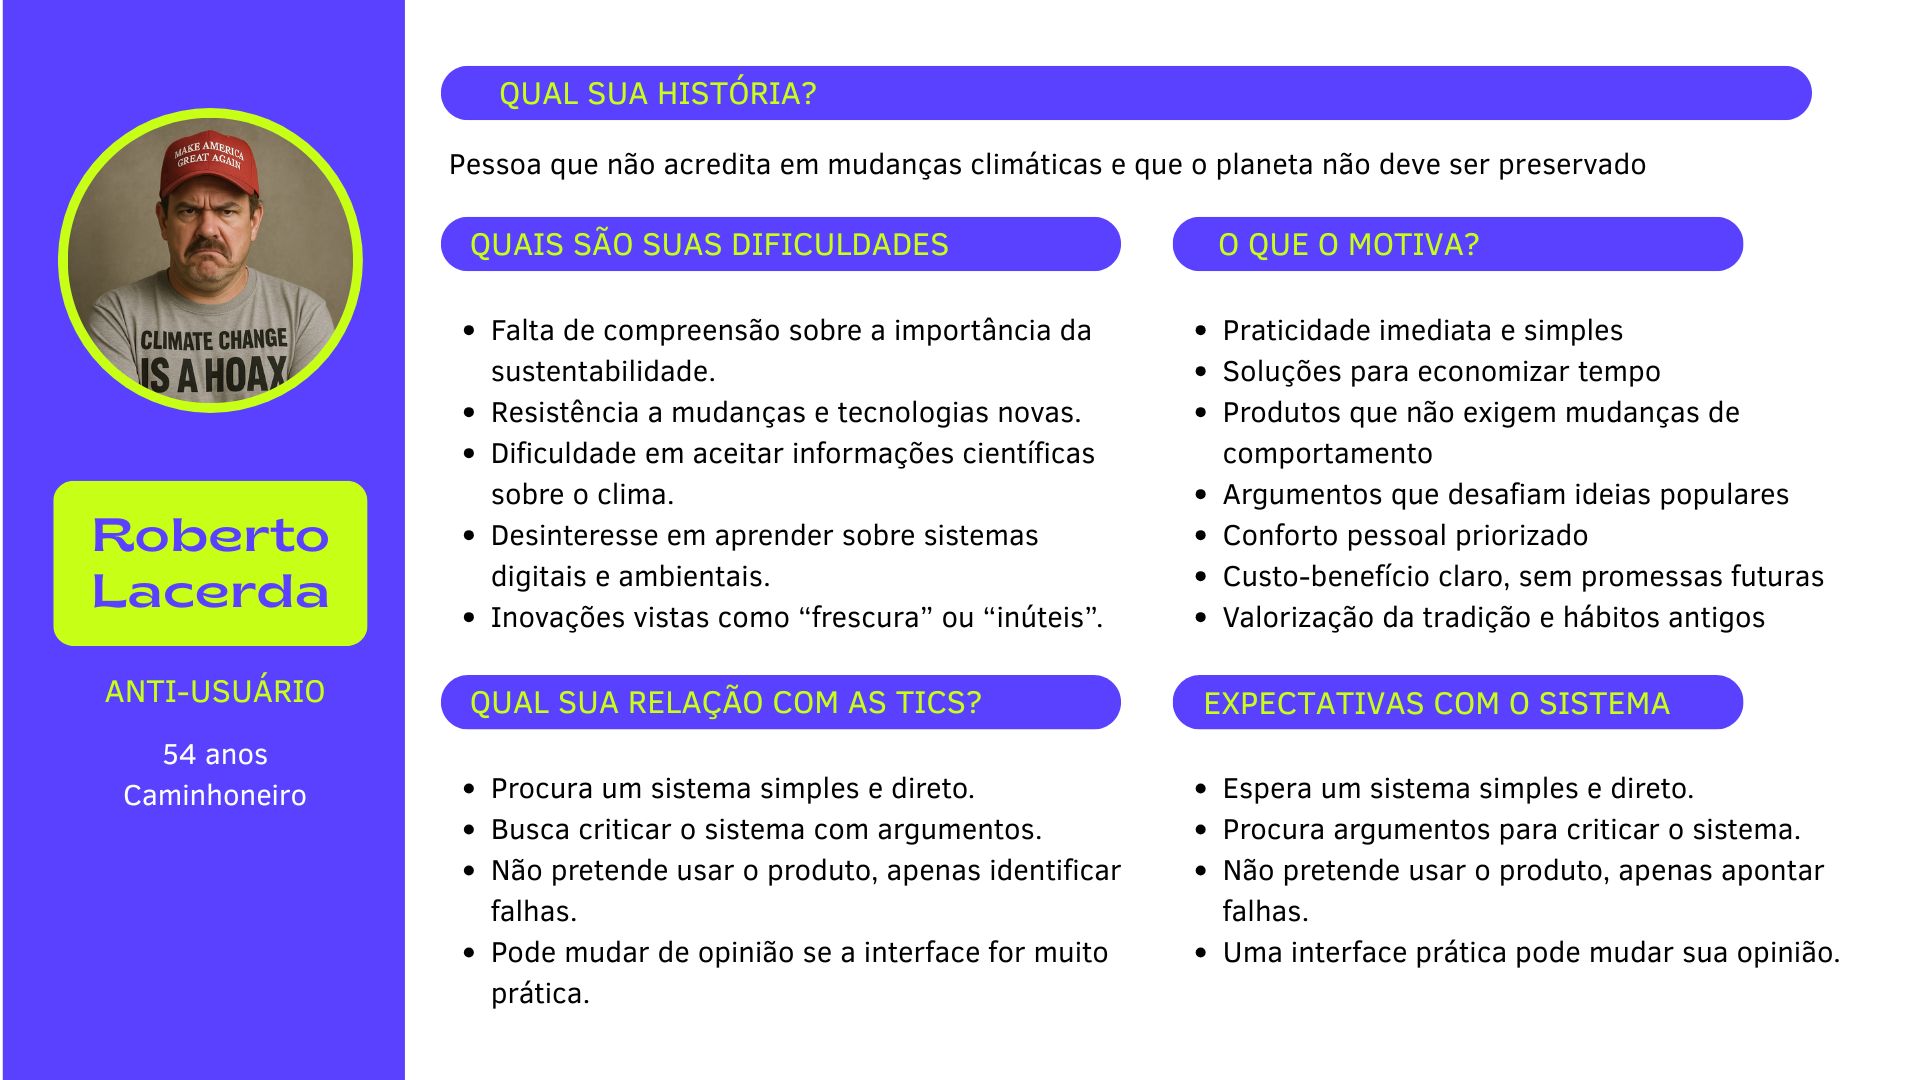 MAKE AMERICA
GREAT AGAIN
CLIMATE CHANGE
IS A HOAX
Roberto
Lacerda
ANTI-USUÁRIO
54 anos
Caminhoneiro
QUAL SUA HISTÓRIA?
Pessoa que não acredita em mudanças climáticas e que o planeta não deve ser preservado
QUAIS SÃO SUAS DIFICULDADES
• Falta de compreensão sobre a importância da
sustentabilidade.
• Resistência a mudanças e tecnologias novas.
• Dificuldade em aceitar informações científicas
sobre o clima.
• Desinteresse em aprender sobre sistemas
digitais e ambientais.
• Inovações vistas como “frescura” ou “inúteis”.
O QUE O MOTIVA?
• Praticidade imediata e simples
• Soluções para economizar tempo
• Produtos que não exigem mudanças de
comportamento
• Argumentos que desafiam ideias populares
• Conforto pessoal priorizado
• Custo-benefício claro, sem promessas futuras
• Valorização da tradição e hábitos antigos
QUAL SUA RELAÇÃO COM AS TICS?
• Procura um sistema simples e direto.
• Busca criticar o sistema com argumentos.
• Não pretende usar o produto, apenas identificar
falhas.
• Pode mudar de opinião se a interface for muito
prática.
EXPECTATIVAS COM O SISTEMA
• Espera um sistema simples e direto.
• Procura argumentos para criticar o sistema.
• Não pretende usar o produto, apenas apontar
falhas.
• Uma interface prática pode mudar sua opinião.